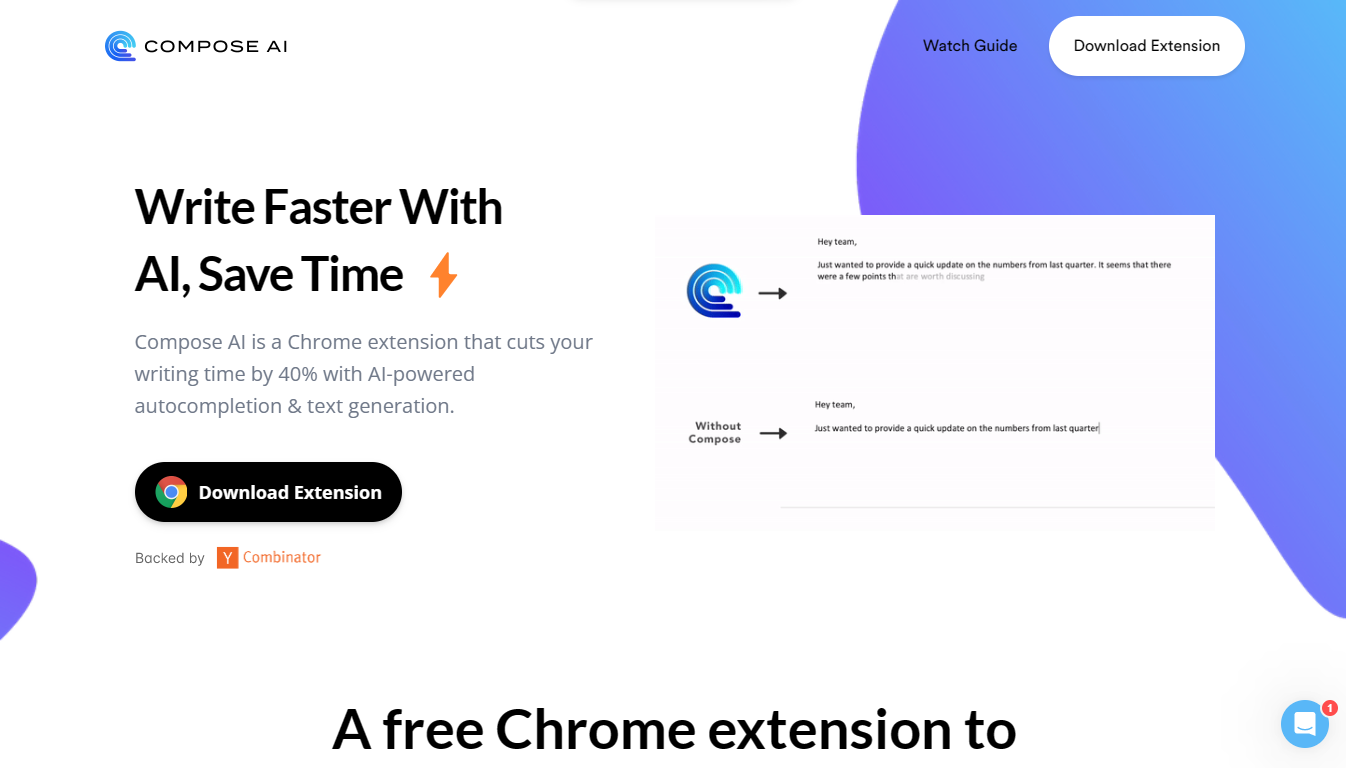 COMPOSE AI
Watch Guide
Download Extension
Write Faster With
AI, Save Time
Compose AI is a Chrome extension that cuts your
writing time by 40% with AI-powered
autocompletion & text generation.
Download Extension
Backed by Y Combinator
Hey team,
Just wanted to provide a quick update on the numbers from last quarter. It seems that there
were a few points that are worth discussing
Without
Compose
Hey team,
Just wanted to provide a quick update on the numbers from last quarter
A free Chrome extension to
1